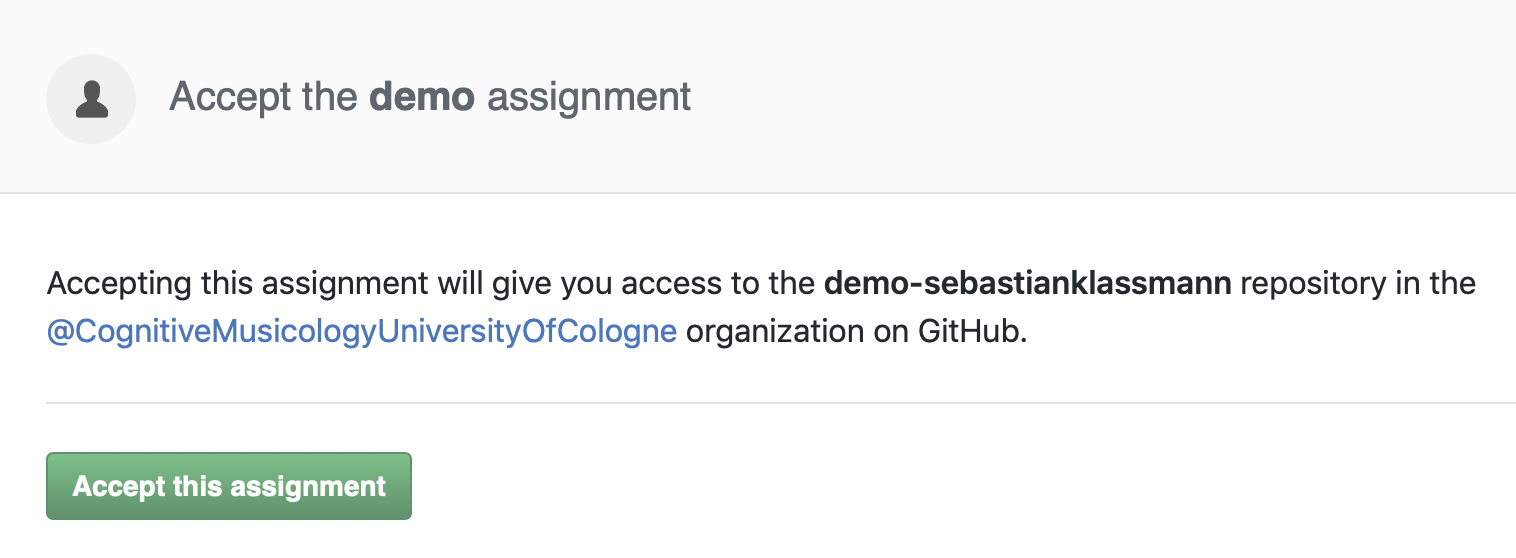 Accept the demo assignment
Accepting this assignment will give you access to the demo-sebastianklassmann repository in the
@CognitiveMusicologyUniversityOfCologne organization on GitHub.
Accept this assignment